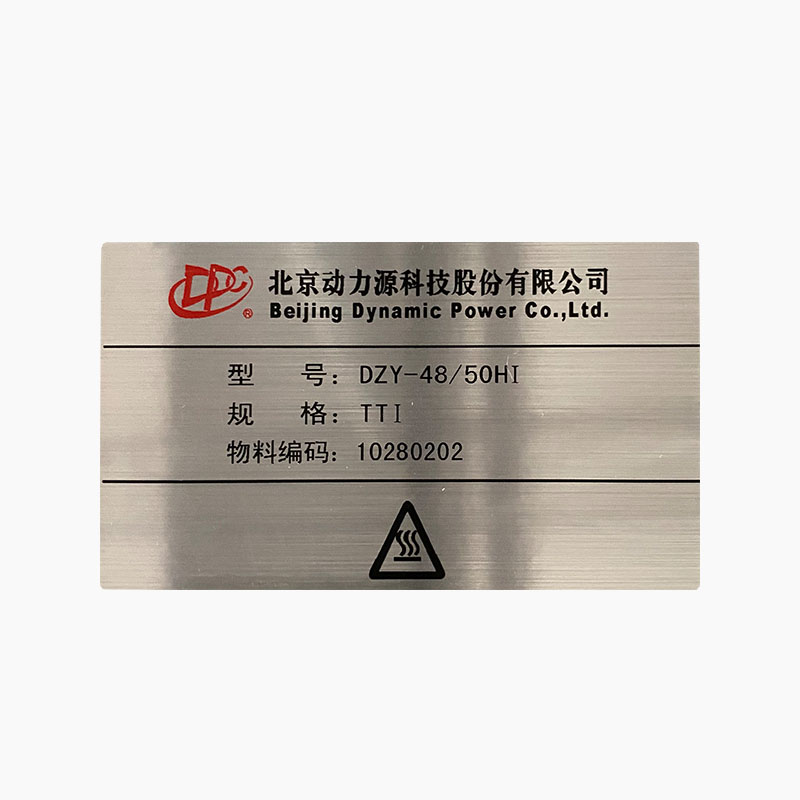 DPC ®
北京动力源科技股份有限公司
Beijing Dynamic Power Co.,Ltd.
型 号: DZY-48/50HI
规 格: TTI
物料编码: 10280202